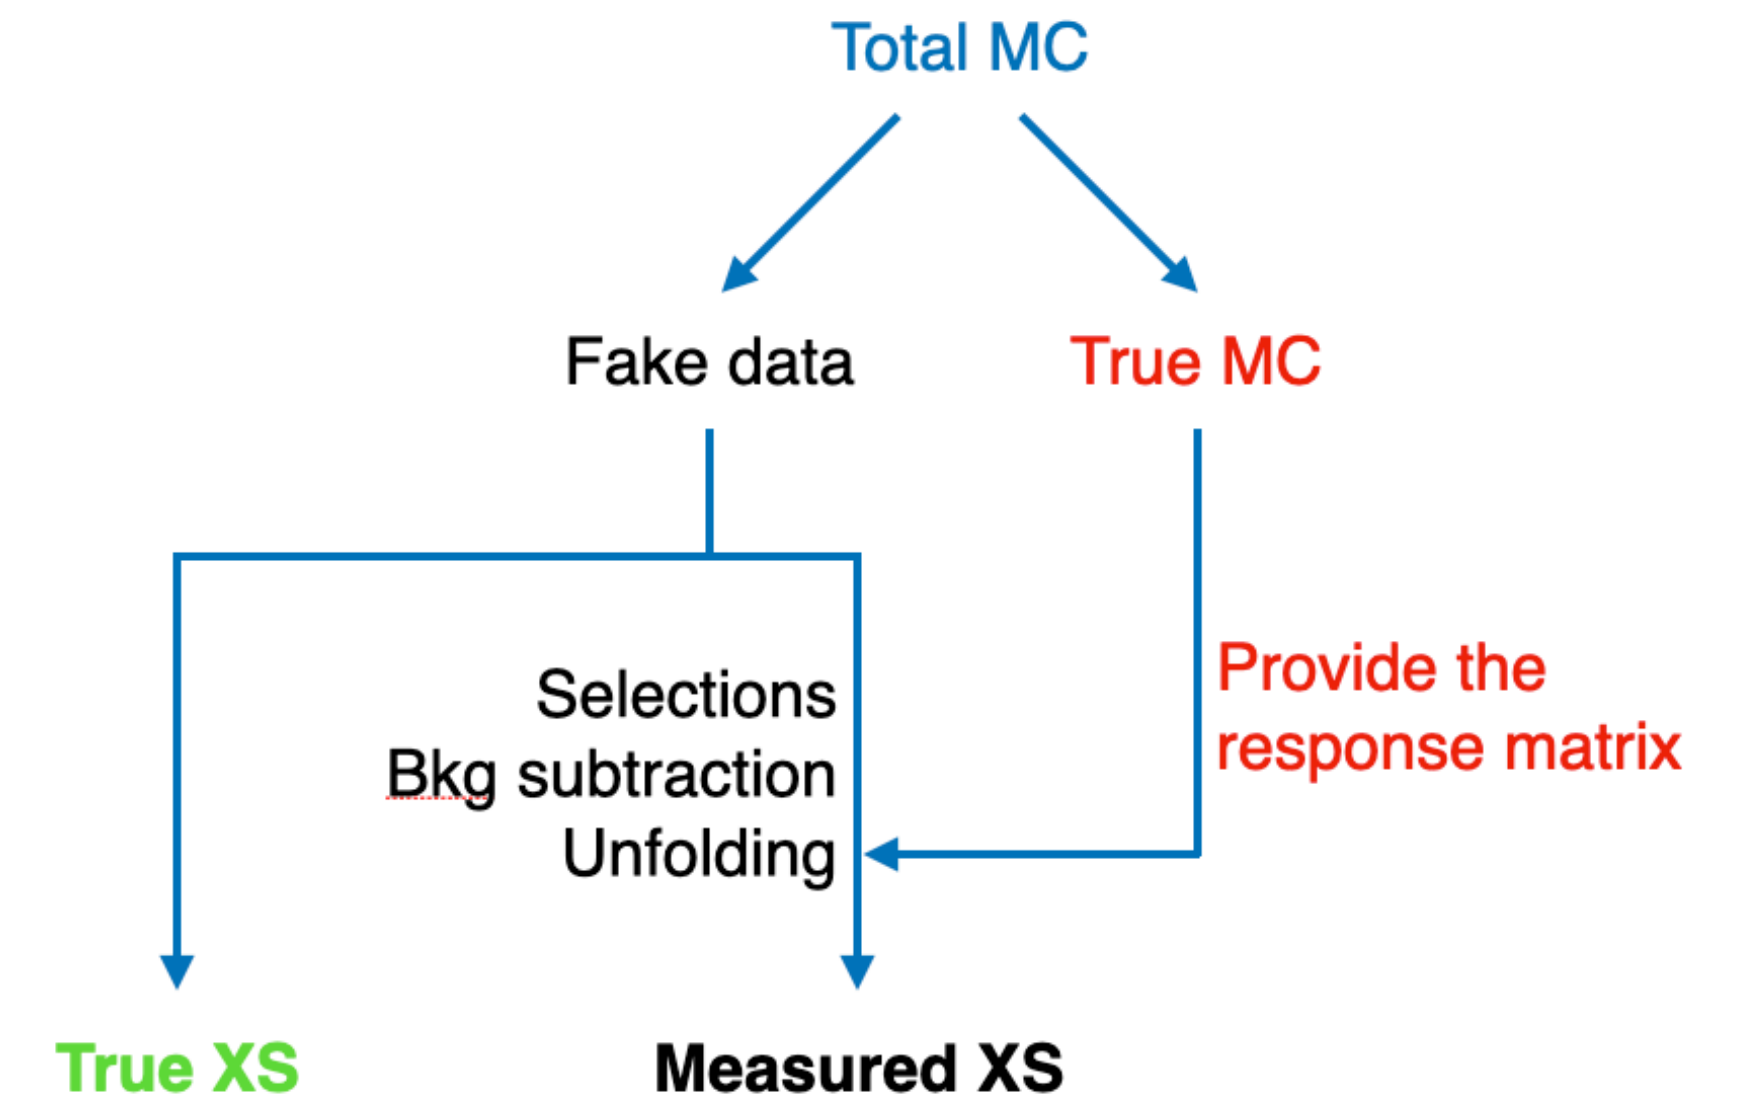 Total MC
Fake data
True MC
Selections
Bkg subtraction
Unfolding
Provide the
response matrix
True XS
Measured XS